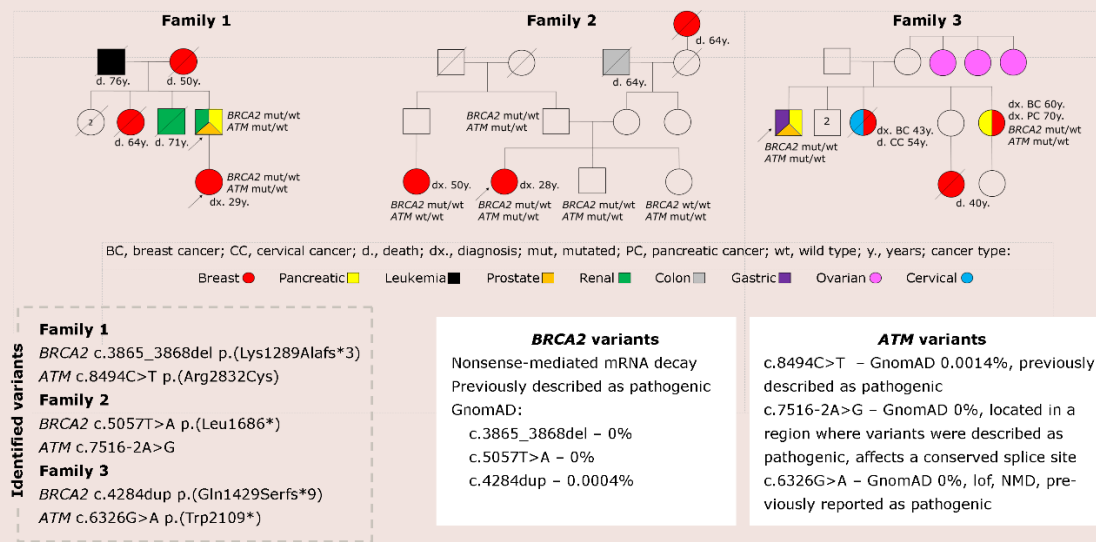 Family 1
Family 2
Family 3
d. 76y.
d. 50y.
2
d. 64y.
d. 71y.
BRCA2 mut/wt
ATM mut/wt
BRCA2 mut/wt
ATM mut/wt
dx. 29y.
d. 64y.
d. 64y.
BRCA2 mut/wt
ATM mut/wt
dx. 50y.
dx. 28y.
BRCA2 mut/wt
ATM wt/wt
BRCA2 mut/wt
ATM mut/wt
BRCA2 mut/wt
ATM mut/wt
BRCA2 wt/wt
ATM mut/wt
BRCA2 mut/wt
ATM mut/wt
2
dx. BC 43y.
d. CC 54y.
dx. BC 60y.
dx. PC 70y.
BRCA2 mut/wt
ATM mut/wt
d. 40y.
BC, breast cancer; CC, cervical cancer; d., death; dx., diagnosis; mut, mutated; PC, pancreatic cancer; wt, wild type; y., years; cancer type:
Breast Pancreatic Leukemia Prostate Renal Colon Gastric Ovarian Cervical
Identified variants
Family 1
BRCA2 c.3865_3868del p.(Lys1289Alafs*3)
ATM c.8494C>T p.(Arg2832Cys)
Family 2
BRCA2 c.5057T>A p.(Leu1686*)
ATM c.7516-2A>G
Family 3
BRCA2 c.4284dup p.(Gln1429Serfs*9)
ATM c.6326G>A p.(Trp2109*)
BRCA2 variants
Nonsense-mediated mRNA decay
Previously described as pathogenic
GnomAD:
c.3865_3868del – 0%
c.5057T>A – 0%
c.4284dup – 0.0004%
ATM variants
c.8494C>T – GnomAD 0.0014%, previously
described as pathogenic
c.7516-2A>G – GnomAD 0%, located in a
region where variants were described as
pathogenic, affects a conserved splice site
c.6326G>A – GnomAD 0%, lof, NMD, pre-
viously reported as pathogenic